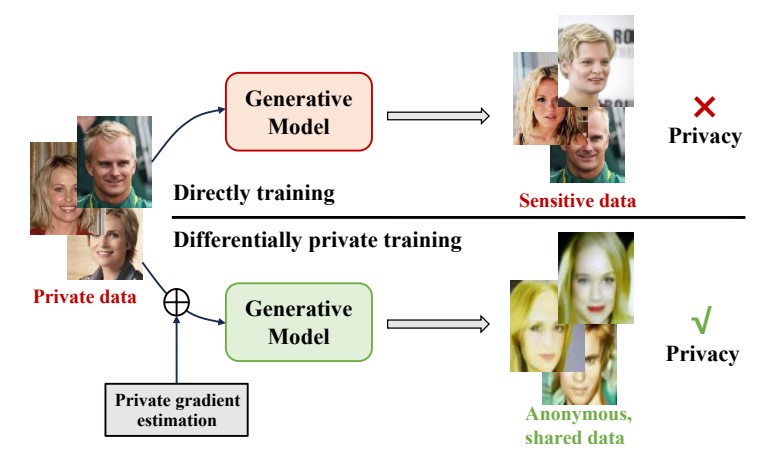 Generative
Model
Privacy
Directly training
Sensitive data
Differentially private training
Private data
Generative
Model
Privacy
Private gradient
estimation
Anonymous,
shared data